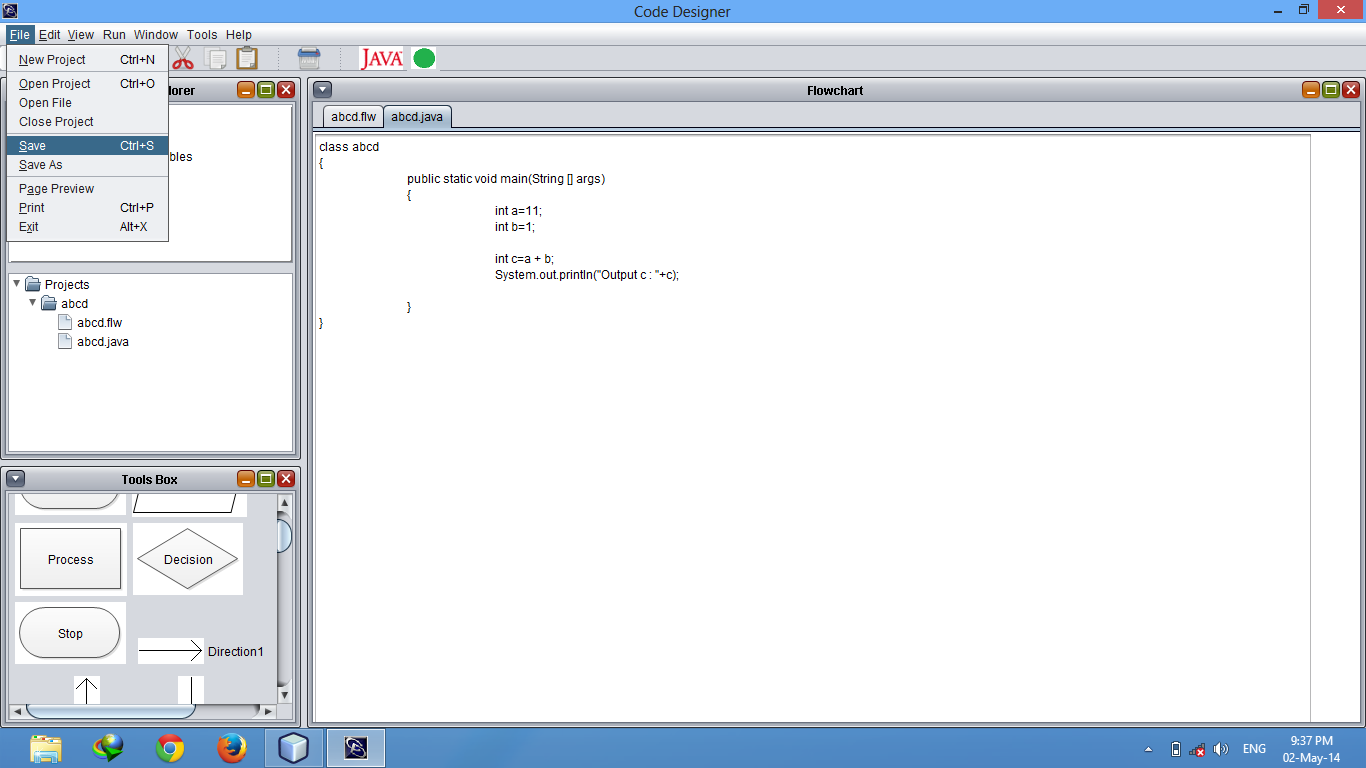 Code Designer
File Edit View Run Window Tools Help
New Project Ctrl+N
Open Project Ctrl+O
Open File
Close Project
Save Ctrl+S
Save As
Page Preview
Print Ctrl+P
Exit Alt+X
JAVA
lorer
bles
Projects
abcd
abcd.flw
abcd.java
Tools Box
Process
Decision
Stop
Direction1
Flowchart
abcd.flw abcd.java
class abcd
{
public static void main(String [] args)
{
int a=11;
int b=1;
int c=a + b;
System.out.println("Output c : "+c);
}
}
ENG
9:37 PM
02-May-14